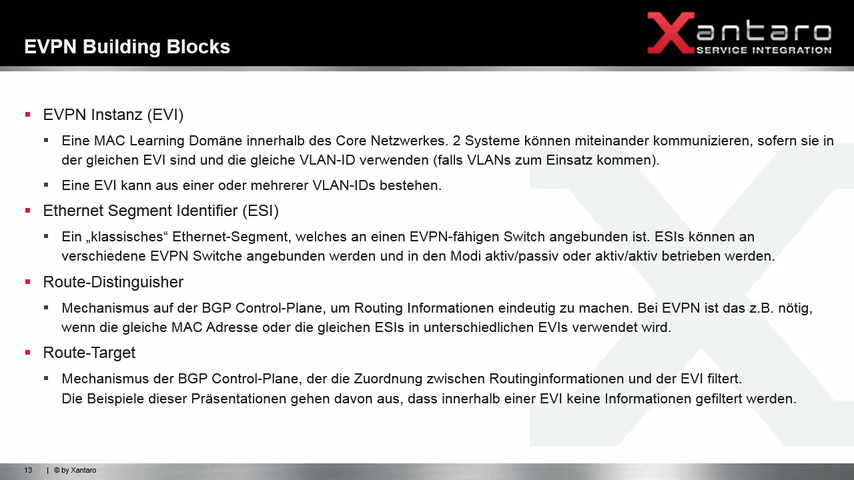 EVPN Building Blocks
Xantaro
SERVICE INTEGRATION
EVPN Instanz (EVI)
Eine MAC Learning Domäne innerhalb des Core Netzwerkes. 2 Systeme können miteinander kommunizieren, sofern sie in
der gleichen EVI sind und die gleiche VLAN-ID verwenden (falls VLANs zum Einsatz kommen).
Eine EVI kann aus einer oder mehrerer VLAN-IDs bestehen.
Ethernet Segment Identifier (ESI)
Ein „klassisches“ Ethernet-Segment, welches an einen EVPN-fähigen Switch angebunden ist. ESIs können an
verschiedene EVPN Switche angebunden werden und in den Modi aktiv/passiv oder aktiv/aktiv betrieben werden.
Route-Distinguisher
Mechanismus auf der BGP Control-Plane, um Routing Informationen eindeutig zu machen. Bei EVPN ist das z.B. nötig,
wenn die gleiche MAC Adresse oder die gleichen ESIs in unterschiedlichen EVIs verwendet wird.
Route-Target
Mechanismus der BGP Control-Plane, der die Zuordnung zwischen Routinginformationen und der EVI filtert.
Die Beispiele dieser Präsentationen gehen davon aus, dass innerhalb einer EVI keine Informationen gefiltert werden.
13 | © by Xantaro